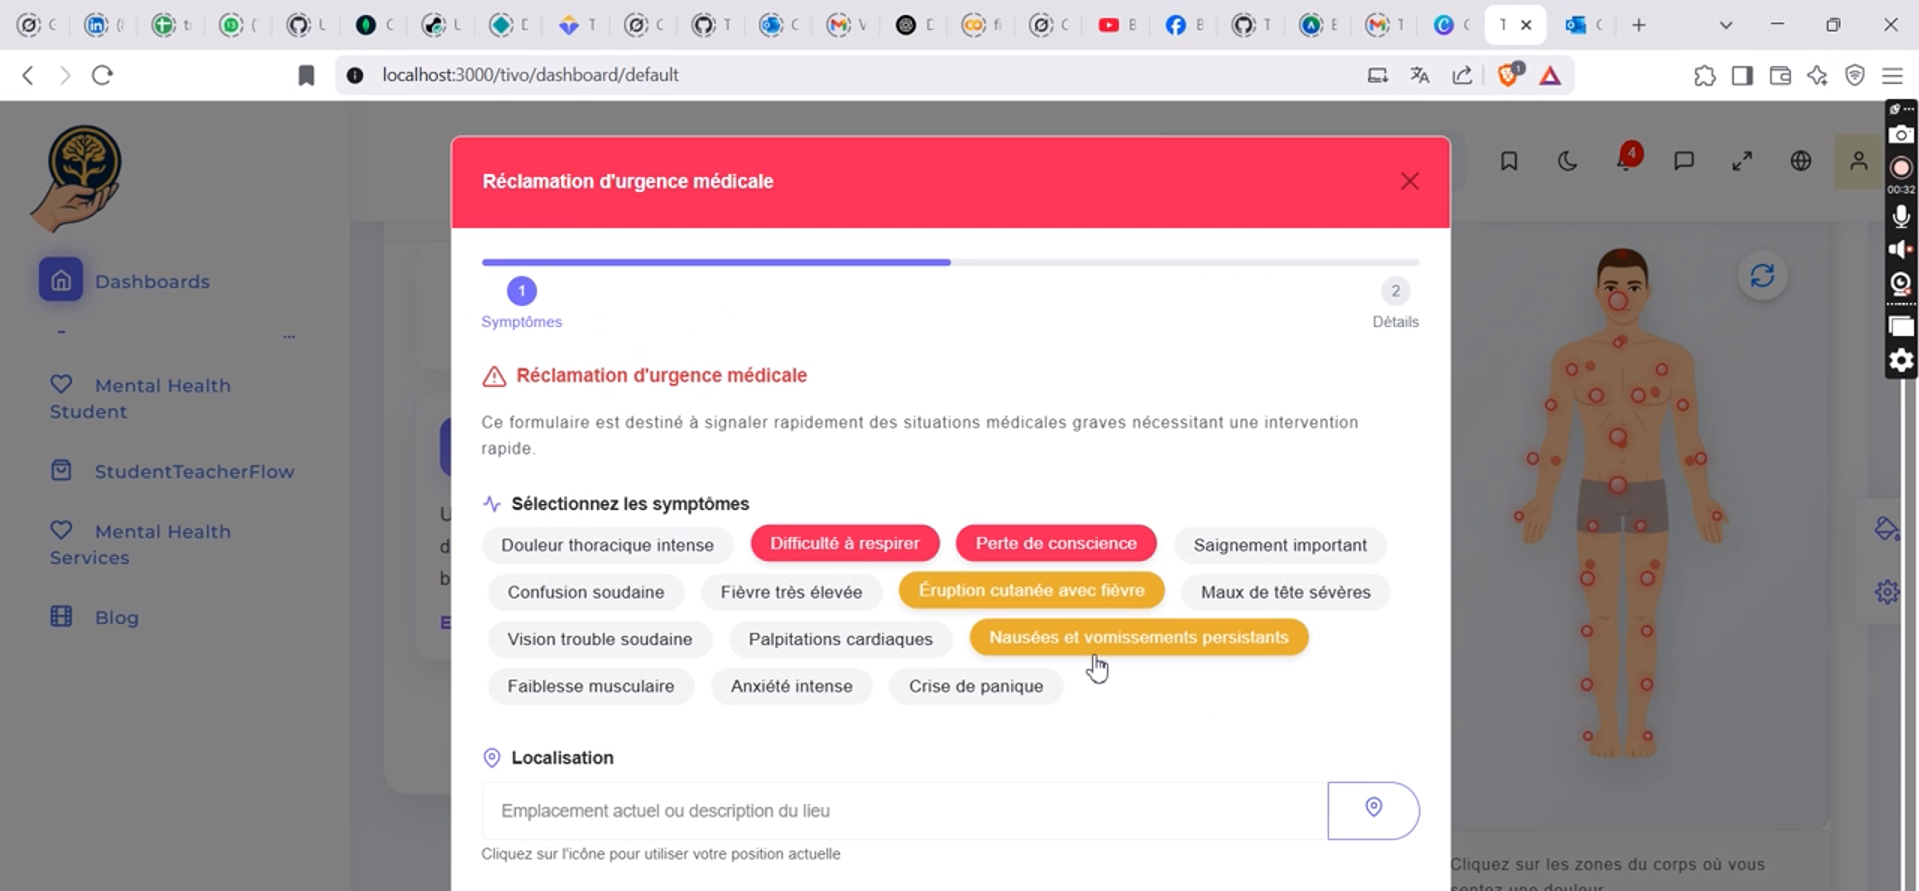 localhost:3000/tivo/dashboard/default
1
4
00:32
Réclamation d'urgence médicale
1
2
Symptômes
Détails
Dashboards
-
...
Mental Health
Student
StudentTeacherFlow
Mental Health
Services
Blog
Réclamation d'urgence médicale
Ce formulaire est destiné à signaler rapidement des situations médicales graves nécessitant une intervention
rapide.
Sélectionnez les symptômes
Douleur thoracique intense
Difficulté à respirer
Perte de conscience
Saignement important
Confusion soudaine
Fièvre très élevée
Éruption cutanée avec fièvre
Maux de tête sévères
Vision trouble soudaine
Palpitations cardiaques
Nausées et vomissements persistants
Faiblesse musculaire
Anxiété intense
Crise de panique
Localisation
Emplacement actuel ou description du lieu
Cliquez sur l'icône pour utiliser votre position actuelle
Cliquez sur les zones du corps où vous
sentez une douleur